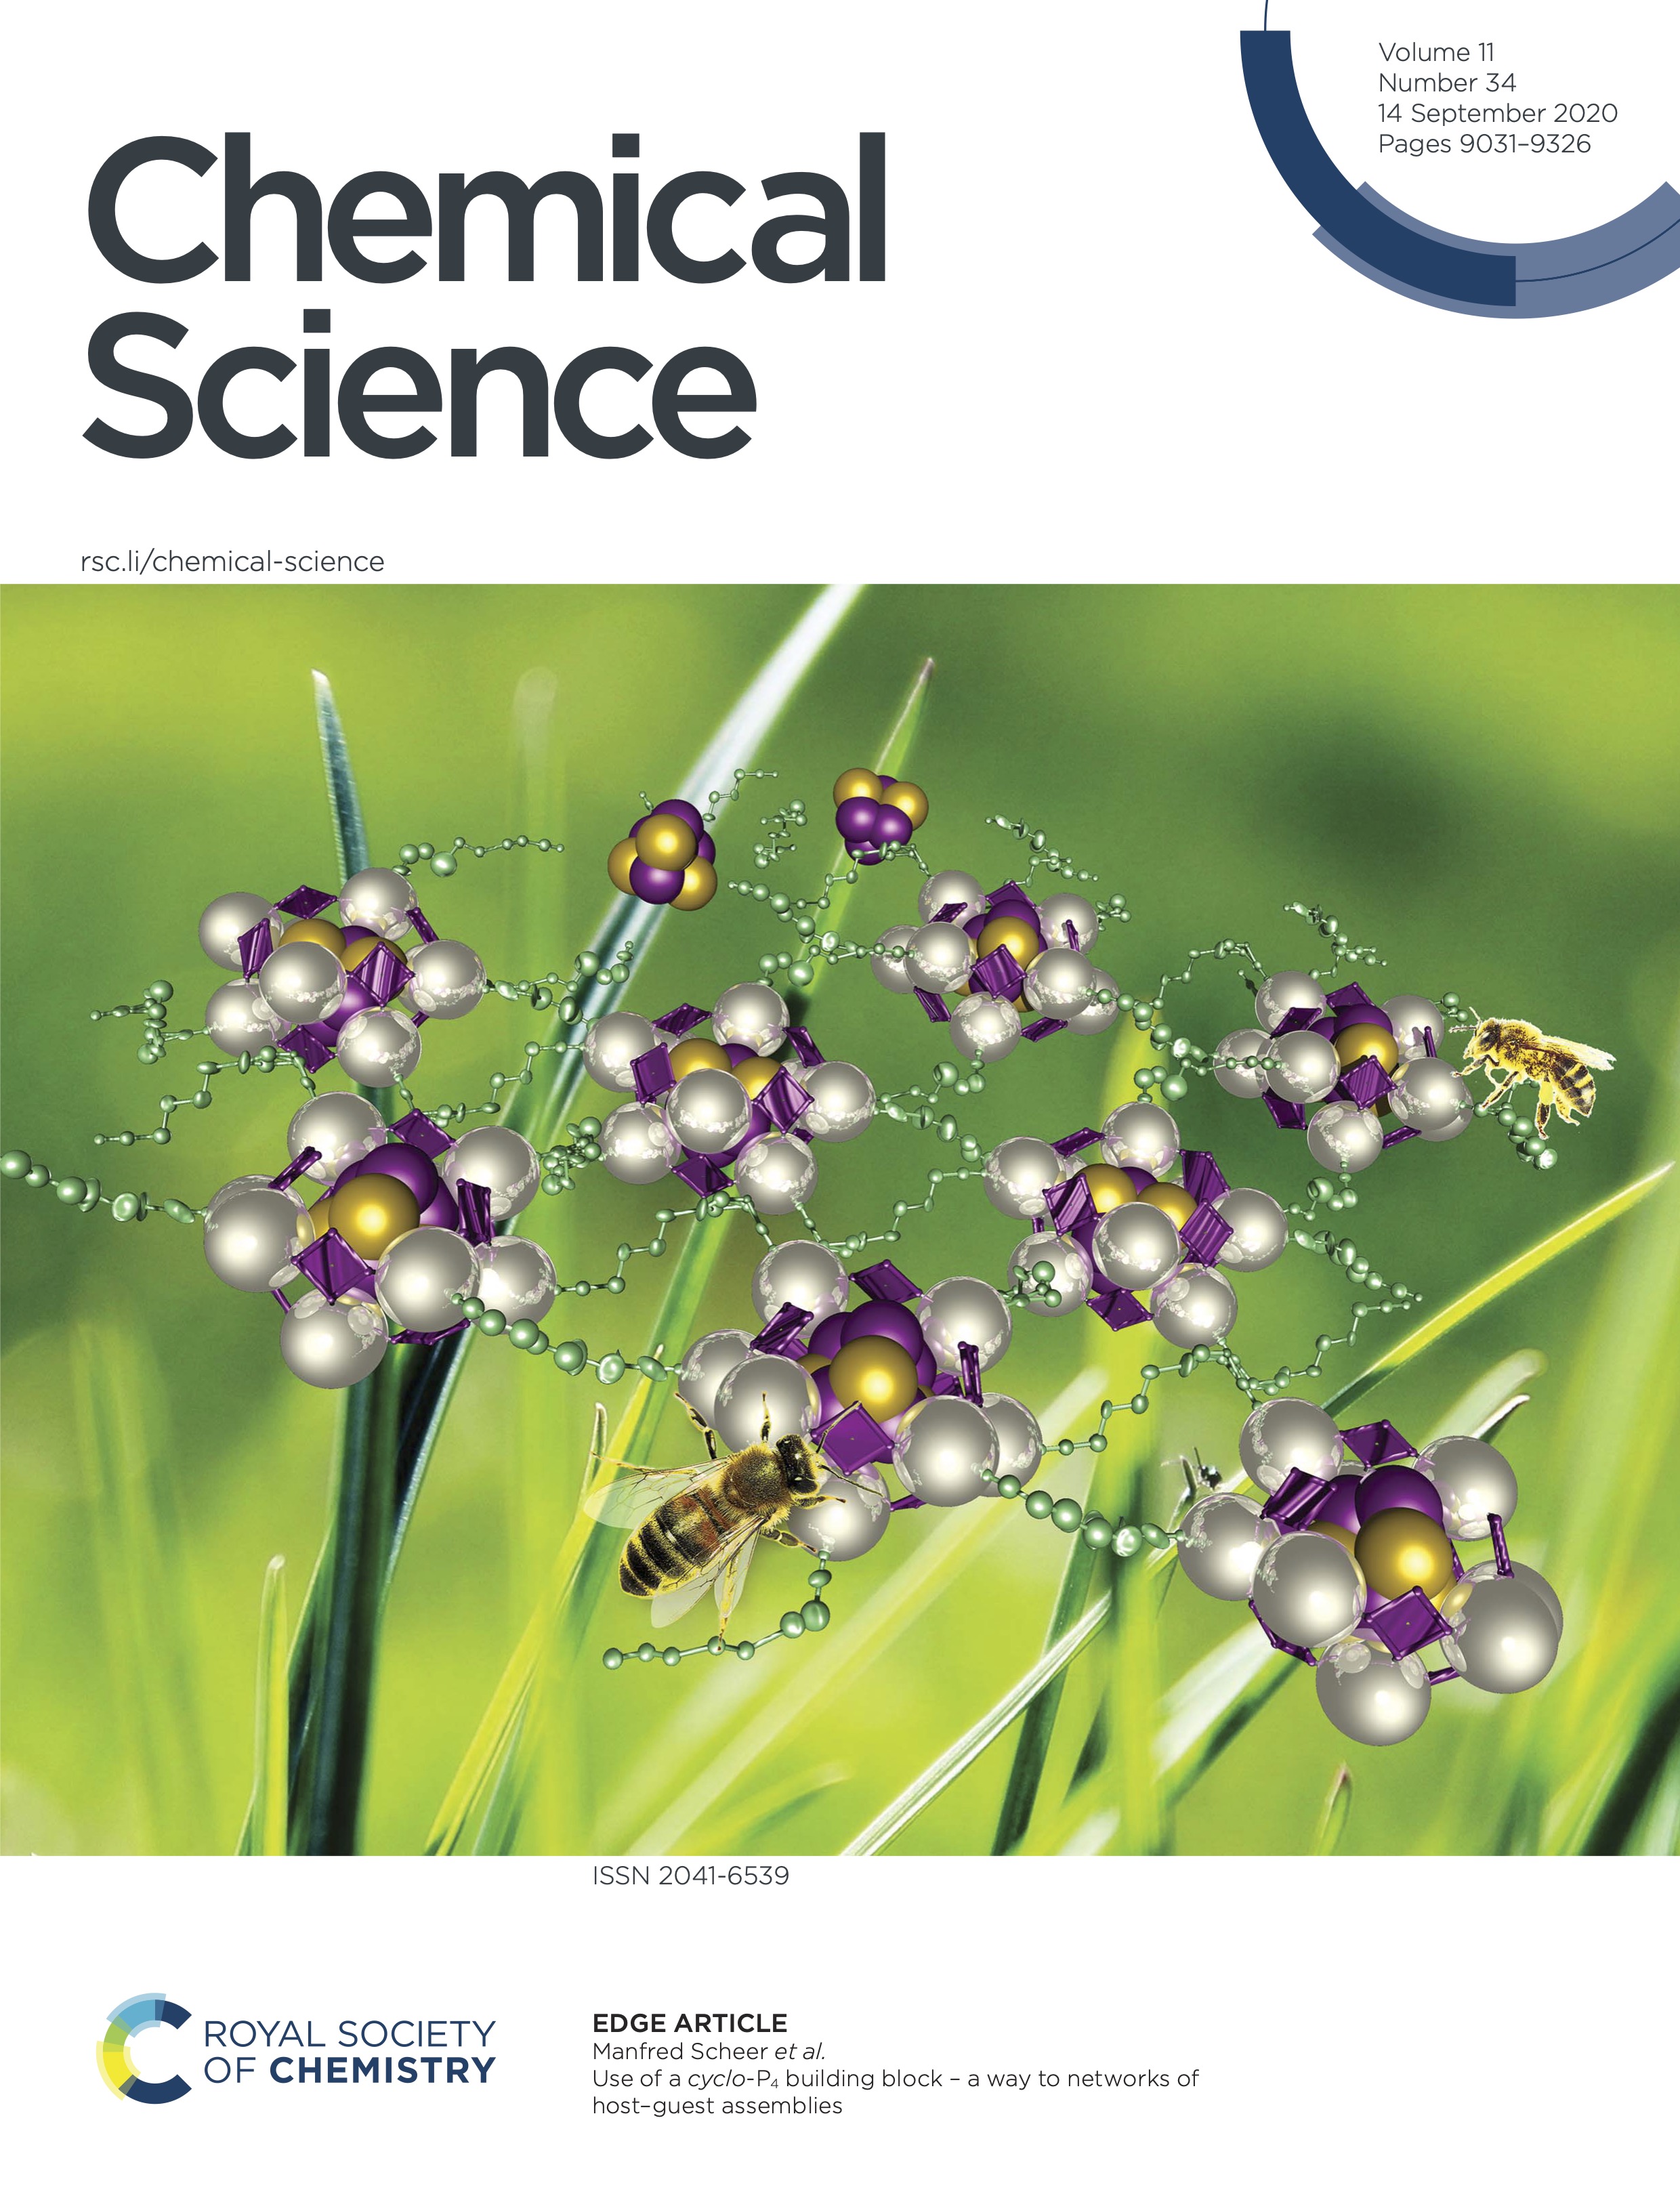 Volume 11
Number 34
14 September 2020
Pages 9031–9326
Chemical
Science
rsc.li/chemical-science
ISSN 2041-6539
ROYAL SOCIETY
OF CHEMISTRY
EDGE ARTICLE
Manfred Scheer et al.
Use of a cyclo-P₄ building block – a way to networks of
host–guest assemblies